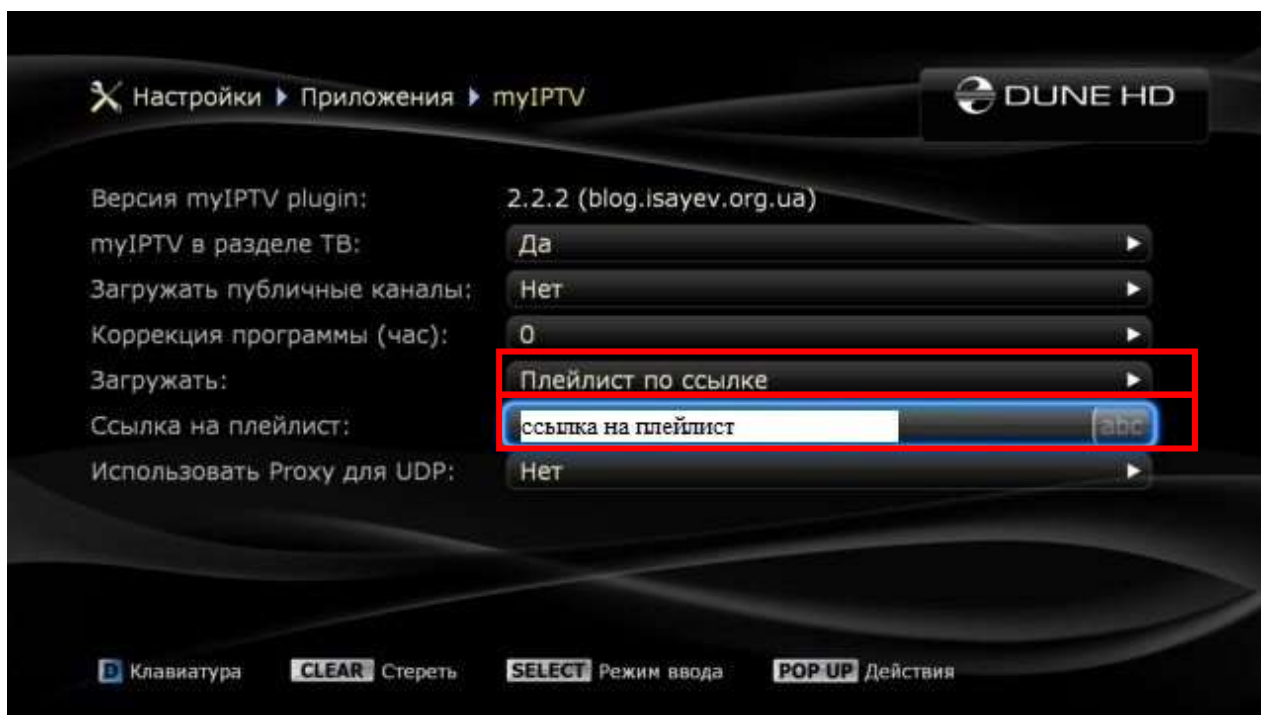 Настройки Приложения myIPTV
DUNE HD
Версия myIPTV plugin: 2.2.2 (blog.isayev.org.ua)
myIPTV в разделе ТВ: Да
Загружать публичные каналы: Нет
Коррекция программы (час): 0
Загружать: Плейлист по ссылке
Ссылка на плейлист: ссылка на плейлист abc
Использовать Proxy для UDP: Нет
D Клавиатура CLEAR Стереть SELECT Режим ввода POP UP Действия